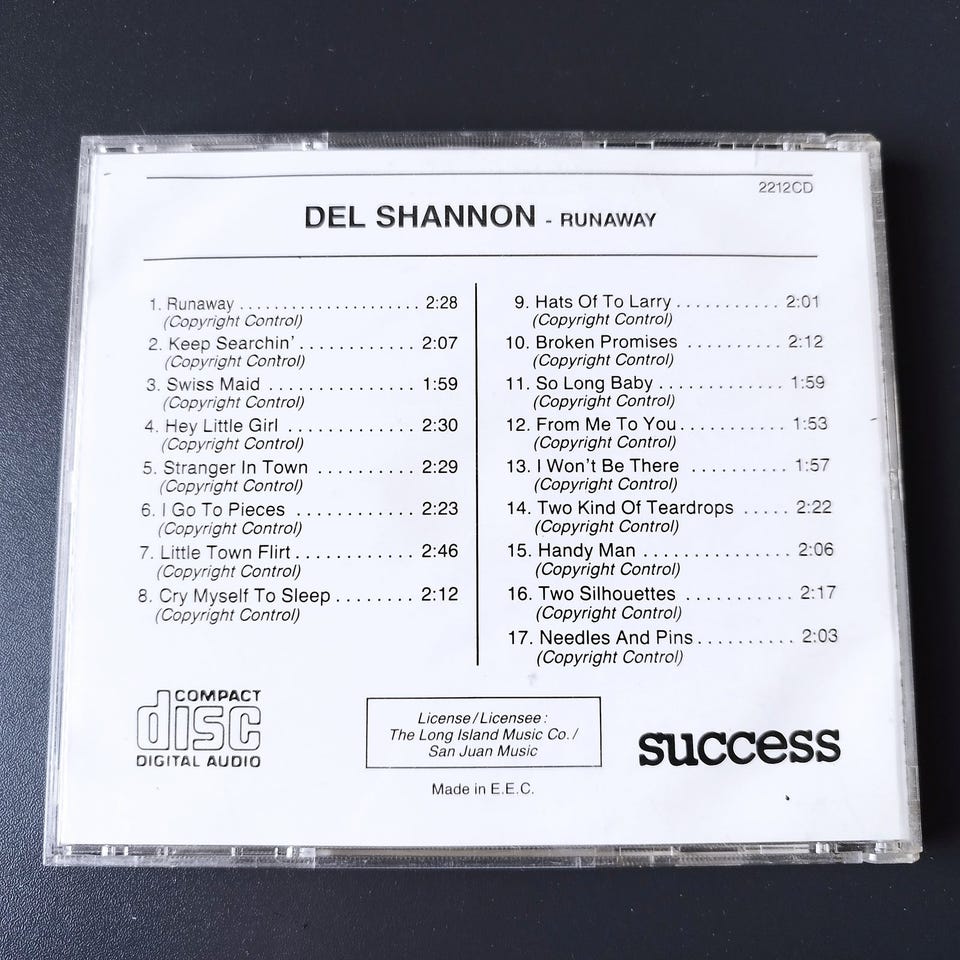 2212CD
DEL SHANNON - RUNAWAY
1. Runaway .................... 2:28
(Copyright Control)
2. Keep Searchin' ............ 2:07
(Copyright Control)
3. Swiss Maid ............... 1:59
(Copyright Control)
4. Hey Little Girl ............. 2:30
(Copyright Control)
5. Stranger In Town .......... 2:29
(Copyright Control)
6. I Go To Pieces ............ 2:23
(Copyright Control)
7. Little Town Flirt ............ 2:46
(Copyright Control)
8. Cry Myself To Sleep ........ 2:12
(Copyright Control)
9. Hats Of To Larry ........... 2:01
(Copyright Control)
10. Broken Promises .......... 2:12
(Copyright Control)
11. So Long Baby ............ 1:59
(Copyright Control)
12. From Me To You .......... 1:53
(Copyright Control)
13. I Won't Be There .......... 1:57
(Copyright Control)
14. Two Kind Of Teardrops ..... 2:22
(Copyright Control)
15. Handy Man ............... 2:06
(Copyright Control)
16. Two Silhouettes ........... 2:17
(Copyright Control)
17. Needles And Pins .......... 2:03
(Copyright Control)
COMPACT
disc
DIGITAL AUDIO
License/Licensee:
The Long Island Music Co./
San Juan Music
Made in E.E.C.
success